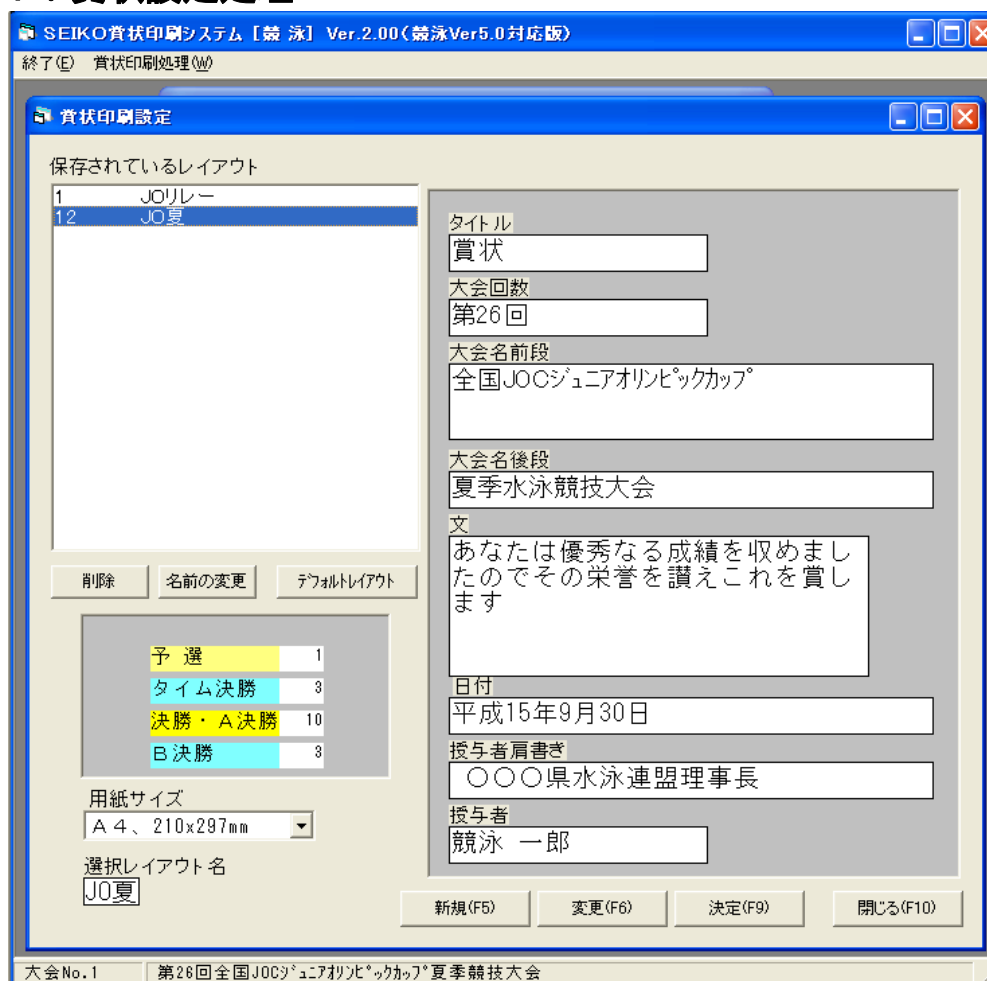 SEIKO賞状印刷システム [競 泳] Ver.2.00(競泳Ver5.0対応版)
終了(E) 賞状印刷処理(W)
賞状印刷設定
保存されているレイアウト
1 JOリレー
12 JO夏
タイトル
賞状
大会回数
第26回
大会名前段
全国JOCｼﾞｭﾆｱオリンﾋﾟｯｸｶｯﾌﾟ
大会名後段
夏季水泳競技大会
文
あなたは優秀なる成績を収めまし
たのでその栄誉を讃えこれを賞し
ます
削除 名前の変更 ﾃﾞﾌｫﾙﾄﾚｲｱｳﾄ
予 選 1
タイム決勝 3
決勝・A決勝 10
B決勝 3
日付
平成15年9月30日
授与者肩書き
〇〇〇県水泳連盟理事長
授与者
競泳 一郎
用紙サイズ
A4、210x297mm
選択レイアウト名
JO夏
新規(F5) 変更(F6) 決定(F9) 閉じる(F10)
大会No.1 第26回全国JOCｼﾞｭﾆｱｵﾘﾝﾋﾟｯｸｶｯﾌﾟ夏季競技大会